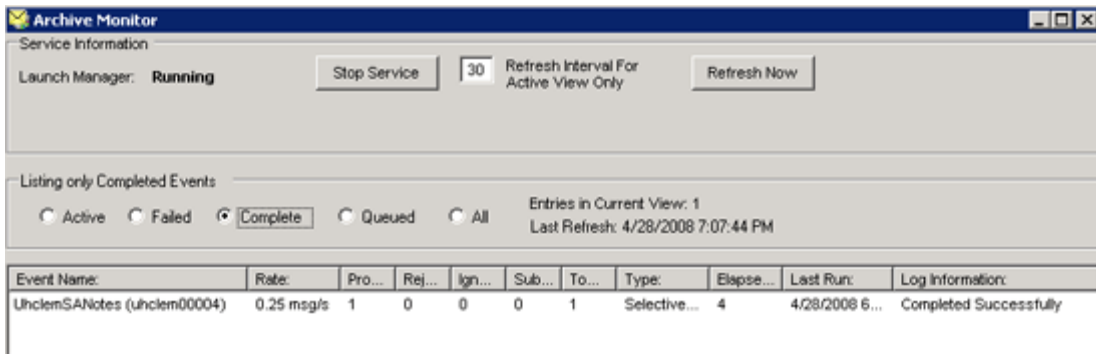 Archive Monitor
Service Information
Launch Manager: Running
Stop Service
30
Refresh Interval For
Active View Only
Refresh Now
Listing only Completed Events
Active
Failed
Complete
Queued
All
Entries in Current View: 1
Last Refresh: 4/28/2008 7:07:44 PM
Event Name: Rate: Pro... Rej... Ign... Sub... To... Type: Elapse... Last Run: Log Information:
UhclemSANotes (uhclem00004) 0.25 msg/s 1 0 0 0 1 Selective... 4 4/28/2008 6... Completed Successfully